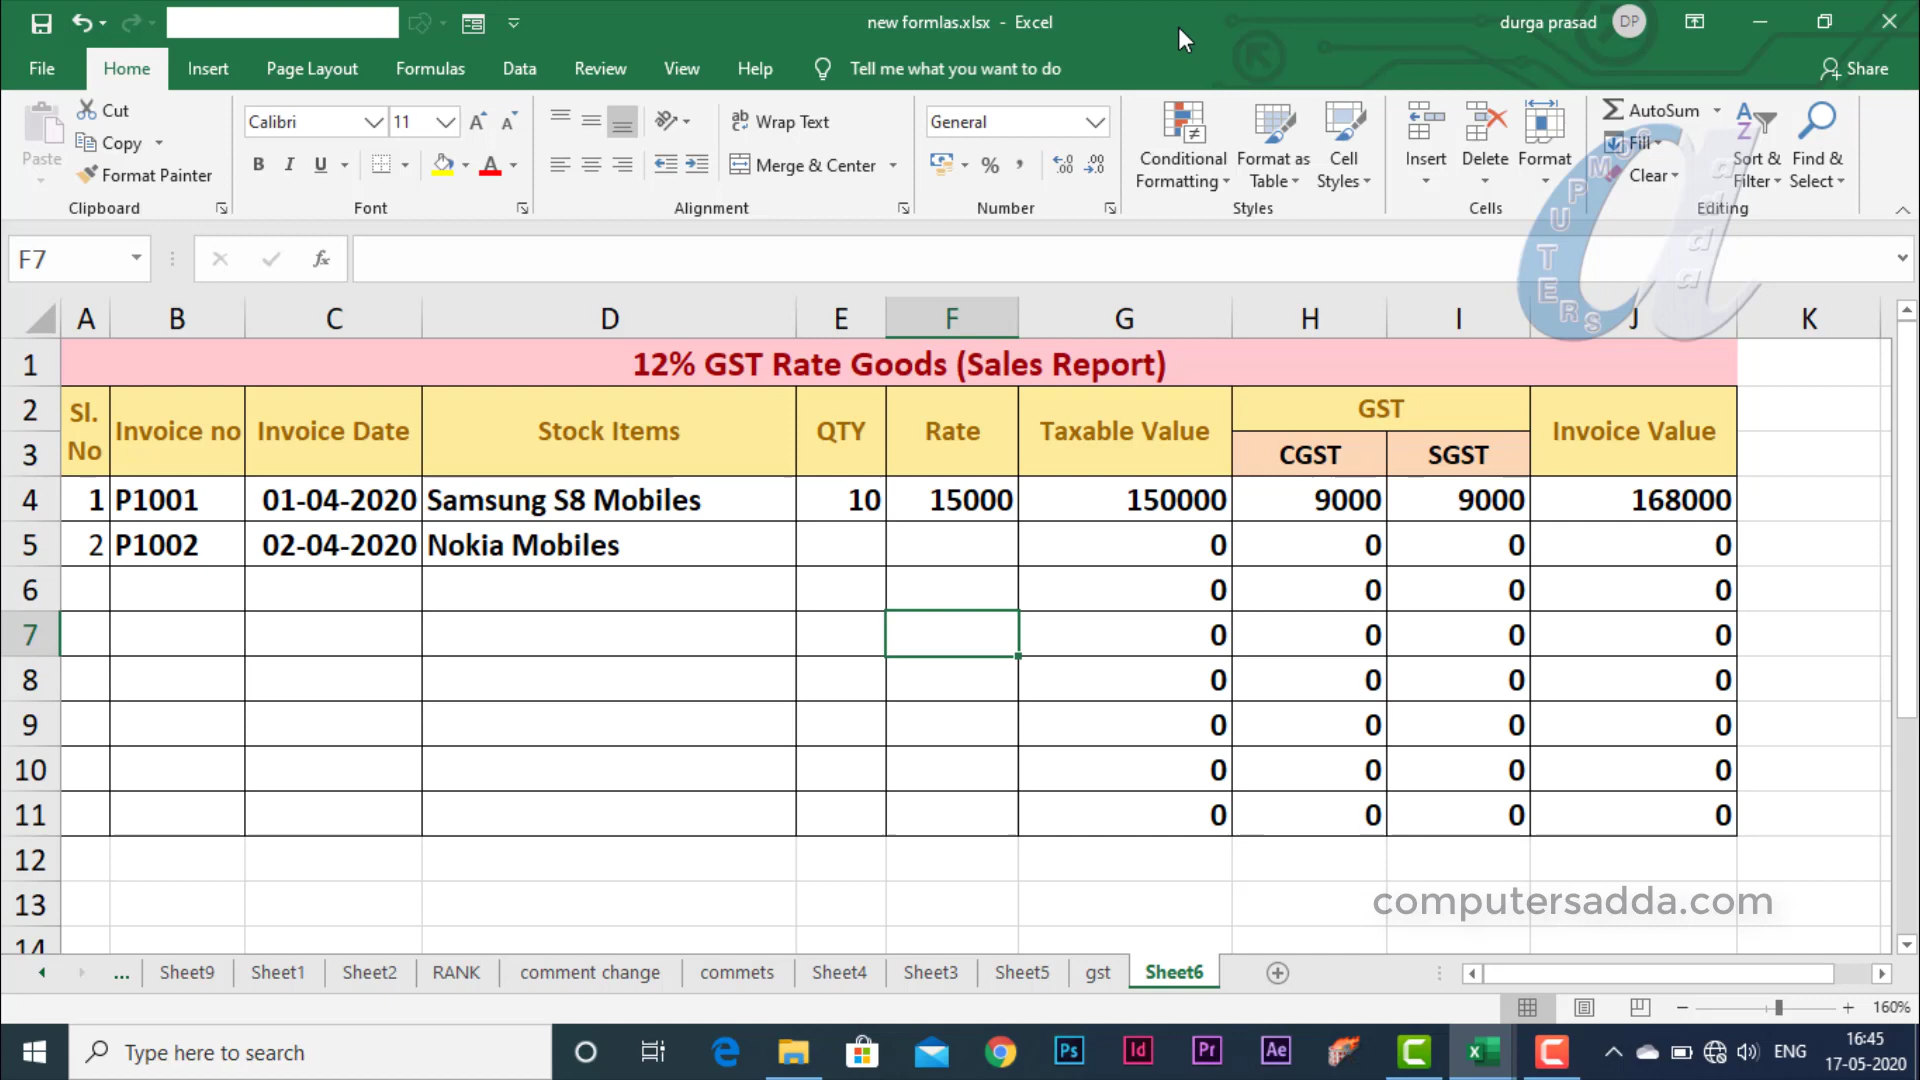 new formlas.xlsx - Excel
durga prasad
DP
File
Home
Insert
Page Layout
Formulas
Data
Review
View
Help
Tell me what you want to do
Share
Paste
Cut
Copy
Format Painter
Clipboard
Calibri
11
B I U
Font
Wrap Text
Merge & Center
Alignment
General
Number
Conditional
Formatting
Format as
Table
Cell
Styles
Styles
Insert
Delete
Format
Cells
AutoSum
Fill
Clear
Sort &
Filter
Find &
Select
Editing
F7
fx
A B C D E F G H I J K
1 12% GST Rate Goods (Sales Report)
2
3
Sl.
No
Invoice no
Invoice Date
Stock Items
QTY
Rate
Taxable Value
GST
CGST
SGST
Invoice Value
4 1 P1001 01-04-2020 Samsung S8 Mobiles 10 15000 150000 9000 9000 168000
5 2 P1002 02-04-2020 Nokia Mobiles 0 0 0 0
6 0 0 0 0
7 0 0 0 0
8 0 0 0 0
9 0 0 0 0
10 0 0 0 0
11 0 0 0 0
12
13
14
computersadda.com
... Sheet9 Sheet1 Sheet2 RANK comment change commets Sheet4 Sheet3 Sheet5 gst Sheet6
160%
Type here to search
Ps
Id
Pr
Ae
ENG
16:45
17-05-2020